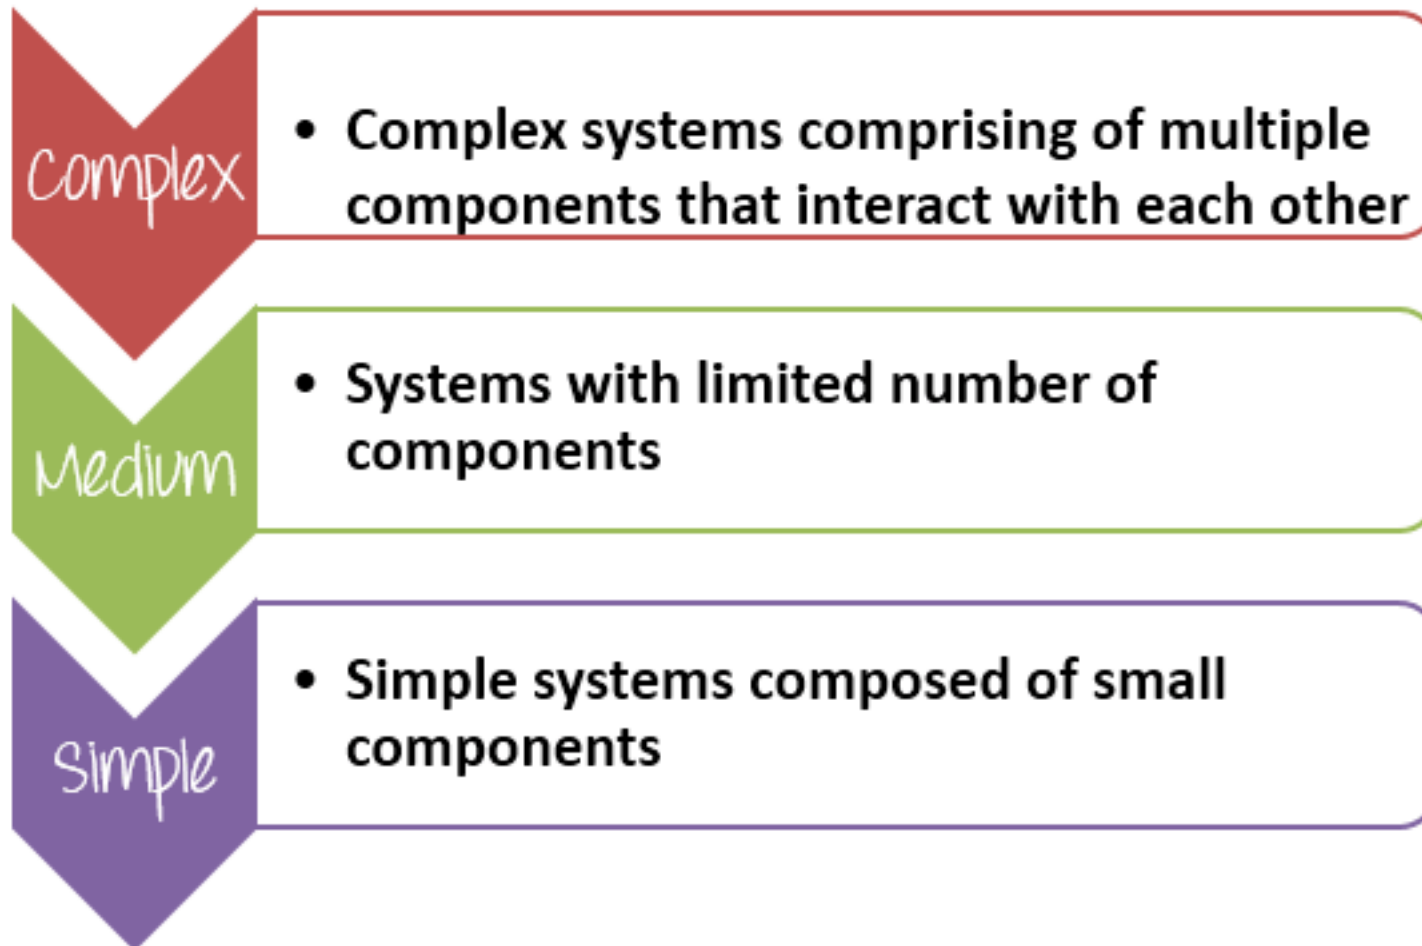 Complex
• Complex systems comprising of multiple
components that interact with each other
Medium
• Systems with limited number of
components
Simple
• Simple systems composed of small
components